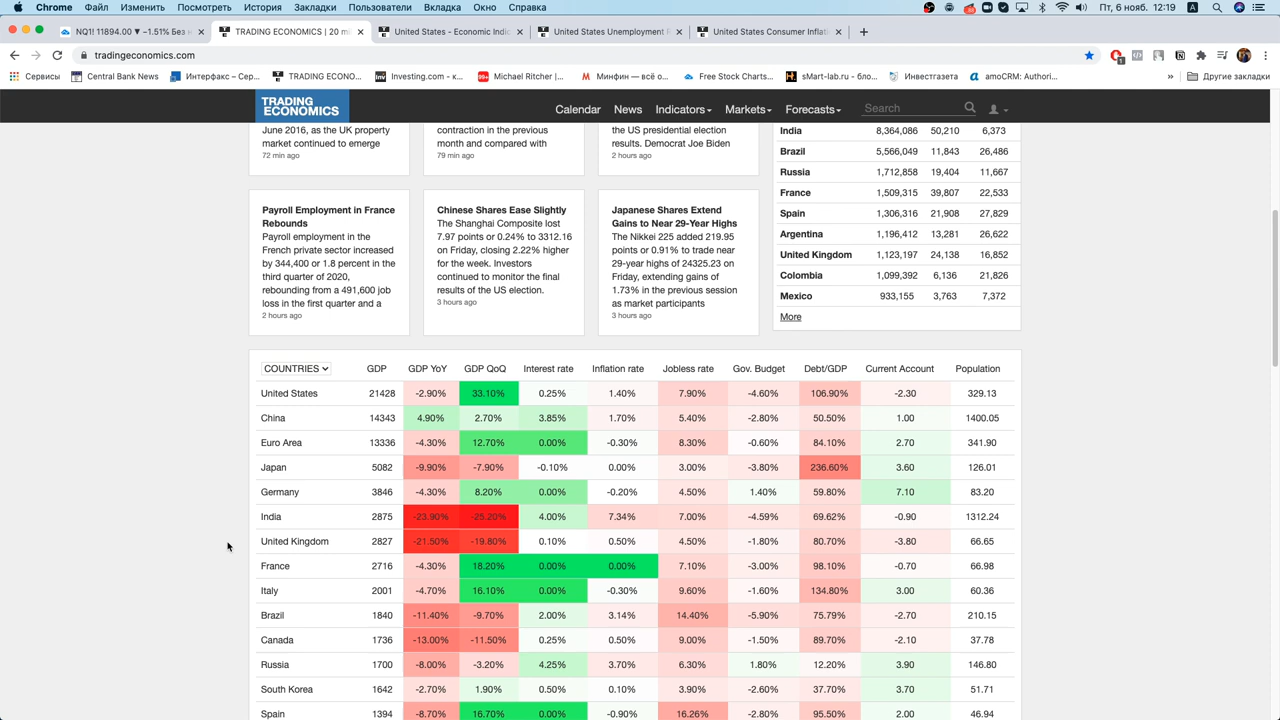 Chrome Файл Изменить Посмотреть История Закладки Пользователи Вкладка Окно Справка Пт, 6 нояб. 12:19
NQ1! 11894.00 ▼ −1.51% Без н TRADING ECONOMICS | 20 mi United States - Economic Indic United States Unemployment R United States Consumer Inflati
tradingeconomics.com
Сервисы Central Bank News Интерфакс – Сер... TRADING ECONO... Investing.com - к... Michael Ritcher |... Минфин — всё о... Free Stock Charts... sMart-lab.ru - бло... Инвестгазета amoCRM: Authori... » Другие закладки
TRADING
ECONOMICS
Calendar News Indicators Markets Forecasts Search
June 2016, as the UK property
market continued to emerge
72 min ago
contraction in the previous
month and compared with
79 min ago
the US presidential election
results. Democrat Joe Biden
2 hours ago
India 8,364,086 50,210 6,373
Brazil 5,566,049 11,843 26,486
Russia 1,712,858 19,404 11,667
France 1,509,315 39,807 22,533
Spain 1,306,316 21,908 27,829
Argentina 1,196,412 13,281 26,622
United Kingdom 1,123,197 24,138 16,852
Colombia 1,099,392 6,136 21,826
Mexico 933,155 3,763 7,372
More
Payroll Employment in France
Rebounds
Payroll employment in the
French private sector increased
by 344,400 or 1.8 percent in the
third quarter of 2020,
rebounding from a 491,600 job
loss in the first quarter and a
2 hours ago
Chinese Shares Ease Slightly
The Shanghai Composite lost
7.97 points or 0.24% to 3312.16
on Friday, closing 2.22% higher
for the week. Investors
continued to monitor the final
results of the US election.
3 hours ago
Japanese Shares Extend
Gains to Near 29-Year Highs
The Nikkei 225 added 219.95
points or 0.91% to trade near
29-year highs of 24325.23 on
Friday, extending gains of
1.73% in the previous session
as market participants
3 hours ago
COUNTRIES GDP GDP YoY GDP QoQ Interest rate Inflation rate Jobless rate Gov. Budget Debt/GDP Current Account Population
United States 21428 -2.90% 33.10% 0.25% 1.40% 7.90% -4.60% 106.90% -2.30 329.13
China 14343 4.90% 2.70% 3.85% 1.70% 5.40% -2.80% 50.50% 1.00 1400.05
Euro Area 13336 -4.30% 12.70% 0.00% -0.30% 8.30% -0.60% 84.10% 2.70 341.90
Japan 5082 -9.90% -7.90% -0.10% 0.00% 3.00% -3.80% 236.60% 3.60 126.01
Germany 3846 -4.30% 8.20% 0.00% -0.20% 4.50% 1.40% 59.80% 7.10 83.20
India 2875 -23.90% -25.20% 4.00% 7.34% 7.00% -4.59% 69.62% -0.90 1312.24
United Kingdom 2827 -21.50% -19.80% 0.10% 0.50% 4.50% -1.80% 80.70% -3.80 66.65
France 2716 -4.30% 18.20% 0.00% 0.00% 7.10% -3.00% 98.10% -0.70 66.98
Italy 2001 -4.70% 16.10% 0.00% -0.30% 9.60% -1.60% 134.80% 3.00 60.36
Brazil 1840 -11.40% -9.70% 2.00% 3.14% 14.40% -5.90% 75.79% -2.70 210.15
Canada 1736 -13.00% -11.50% 0.25% 0.50% 9.00% -1.50% 89.70% -2.10 37.78
Russia 1700 -8.00% -3.20% 4.25% 3.70% 6.30% 1.80% 12.20% 3.90 146.80
South Korea 1642 -2.70% 1.90% 0.50% 0.10% 3.90% -2.60% 37.70% 3.70 51.71
Spain 1394 -8.70% 16.70% 0.00% -0.90% 16.26% -2.80% 95.50% 2.00 46.94